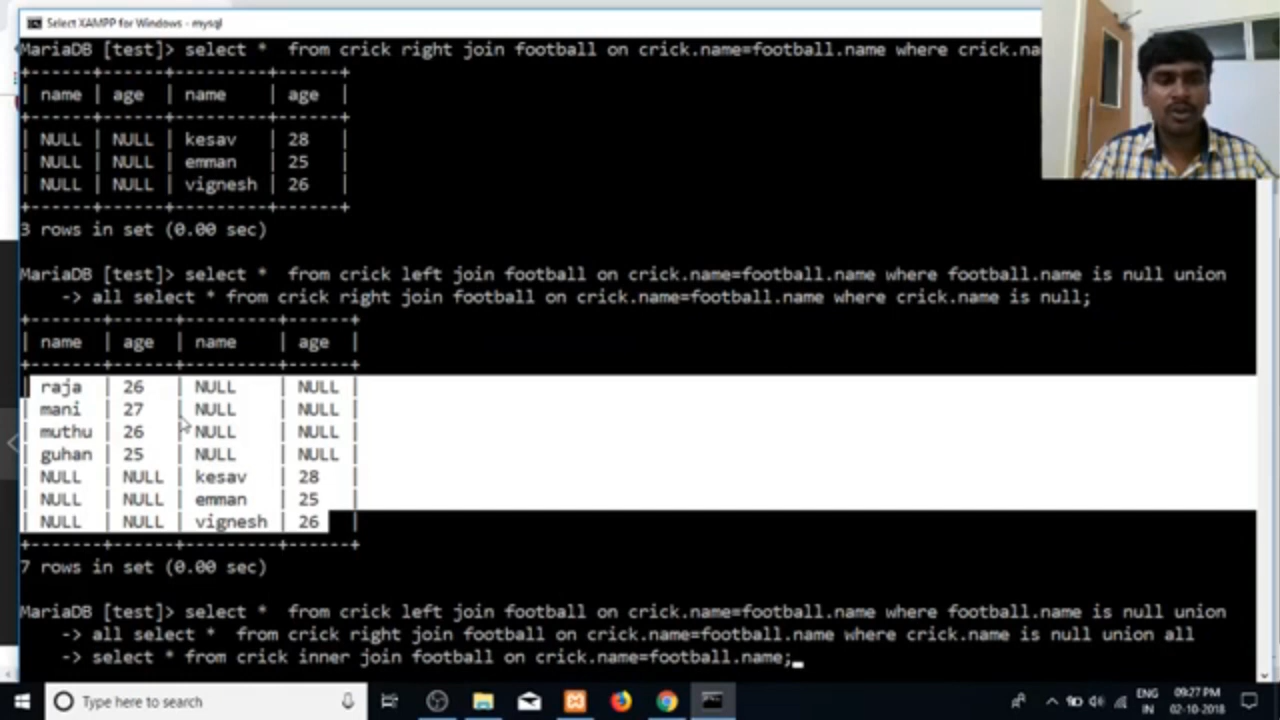 Select XAMPP for Windows - mysql
MariaDB [test]> select *  from crick right join football on crick.name=football.name where crick.na
+------+------+---------+------+
| name | age  | name    | age  |
+------+------+---------+------+
| NULL | NULL | kesav   | 28   |
| NULL | NULL | emman   | 25   |
| NULL | NULL | vignesh | 26   |
+------+------+---------+------+
3 rows in set (0.00 sec)
MariaDB [test]> select *  from crick left join football on crick.name=football.name where football.name is null union
    -> all select * from crick right join football on crick.name=football.name where crick.name is null;
+-------+------+---------+------+
| name  | age  | name    | age  |
+-------+------+---------+------+
| raja  | 26   | NULL    | NULL |
| mani  | 27   | NULL    | NULL |
| muthu | 26   | NULL    | NULL |
| guhan | 25   | NULL    | NULL |
| NULL  | NULL | kesav   | 28   |
| NULL  | NULL | emman   | 25   |
| NULL  | NULL | vignesh | 26   |
+-------+------+---------+------+
7 rows in set (0.00 sec)
MariaDB [test]> select *  from crick left join football on crick.name=football.name where football.name is null union
    -> all select *  from crick right join football on crick.name=football.name where crick.name is null union all
    -> select * from crick inner join football on crick.name=football.name;
Type here to search
ENG
IN
09:27 PM
02-10-2018